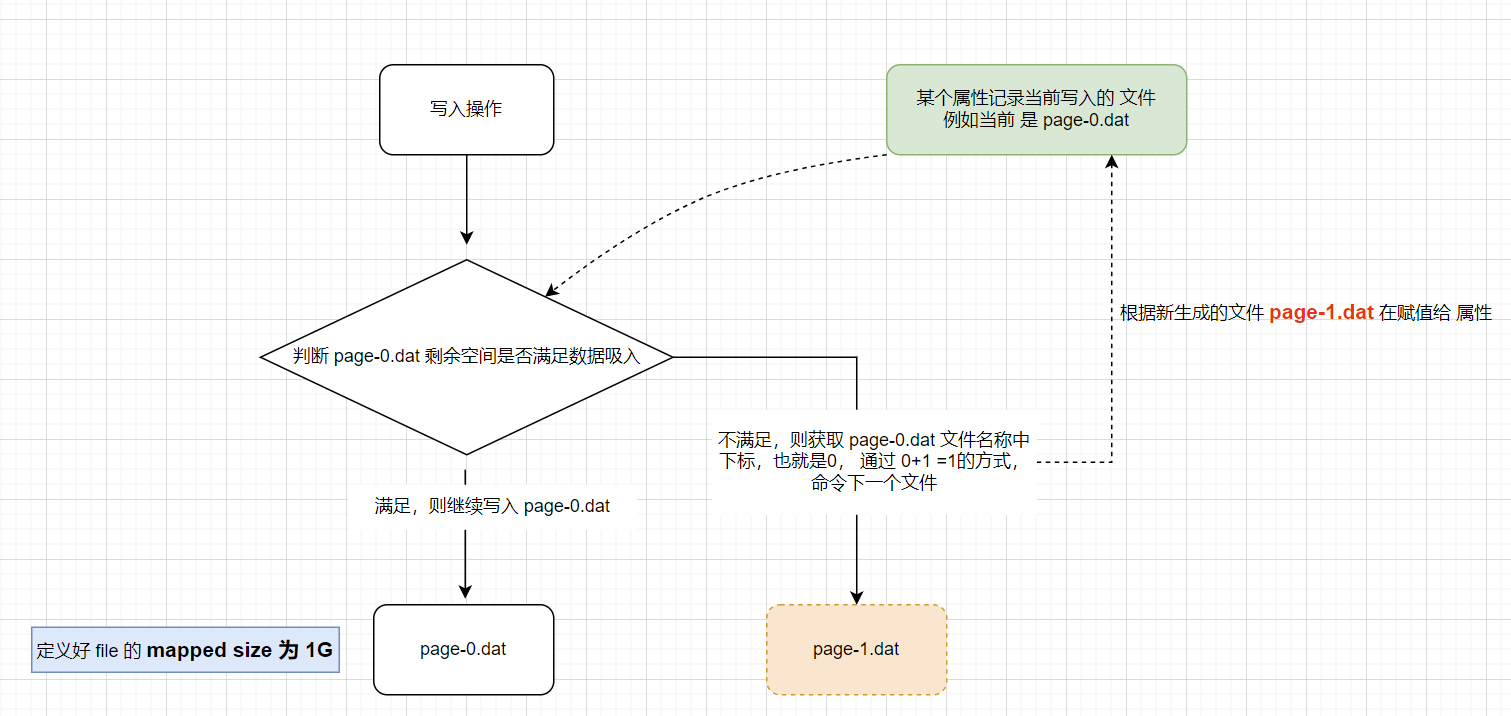 写入操作
某个属性记录当前写入的 文件
例如当前 是 page-0.dat
根据新生成的文件 page-1.dat 在赋值给 属性
判断 page-0.dat 剩余空间是否满足数据吸入
不满足，则获取 page-0.dat 文件名称中
下标，也就是0， 通过 0+1 =1的方式，
命令下一个文件
满足，则继续写入 page-0.dat
定义好 file 的 mapped size 为 1G
page-0.dat
page-1.dat